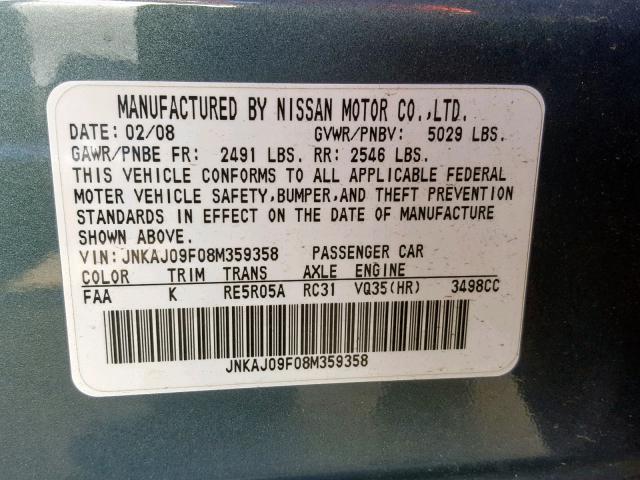 MANUFACTURED BY NISSAN MOTOR CO.,LTD.
DATE: 02/08 GVWR/PNBV: 5029 LBS.
GAWR/PNBE FR: 2491 LBS. RR: 2546 LBS.
THIS VEHICLE CONFORMS TO ALL APPLICABLE FEDERAL
MOTER VEHICLE SAFETY,BUMPER,AND THEFT PREVENTION
STANDARDS IN EFFECT ON THE DATE OF MANUFACTURE
SHOWN ABOVE.
VIN:JNKAJ09F08M359358 PASSENGER CAR
COLOR TRIM TRANS AXLE ENGINE
FAA K RE5R05A RC31 VQ35(HR) 3498CC
JNKAJ09F08M359358